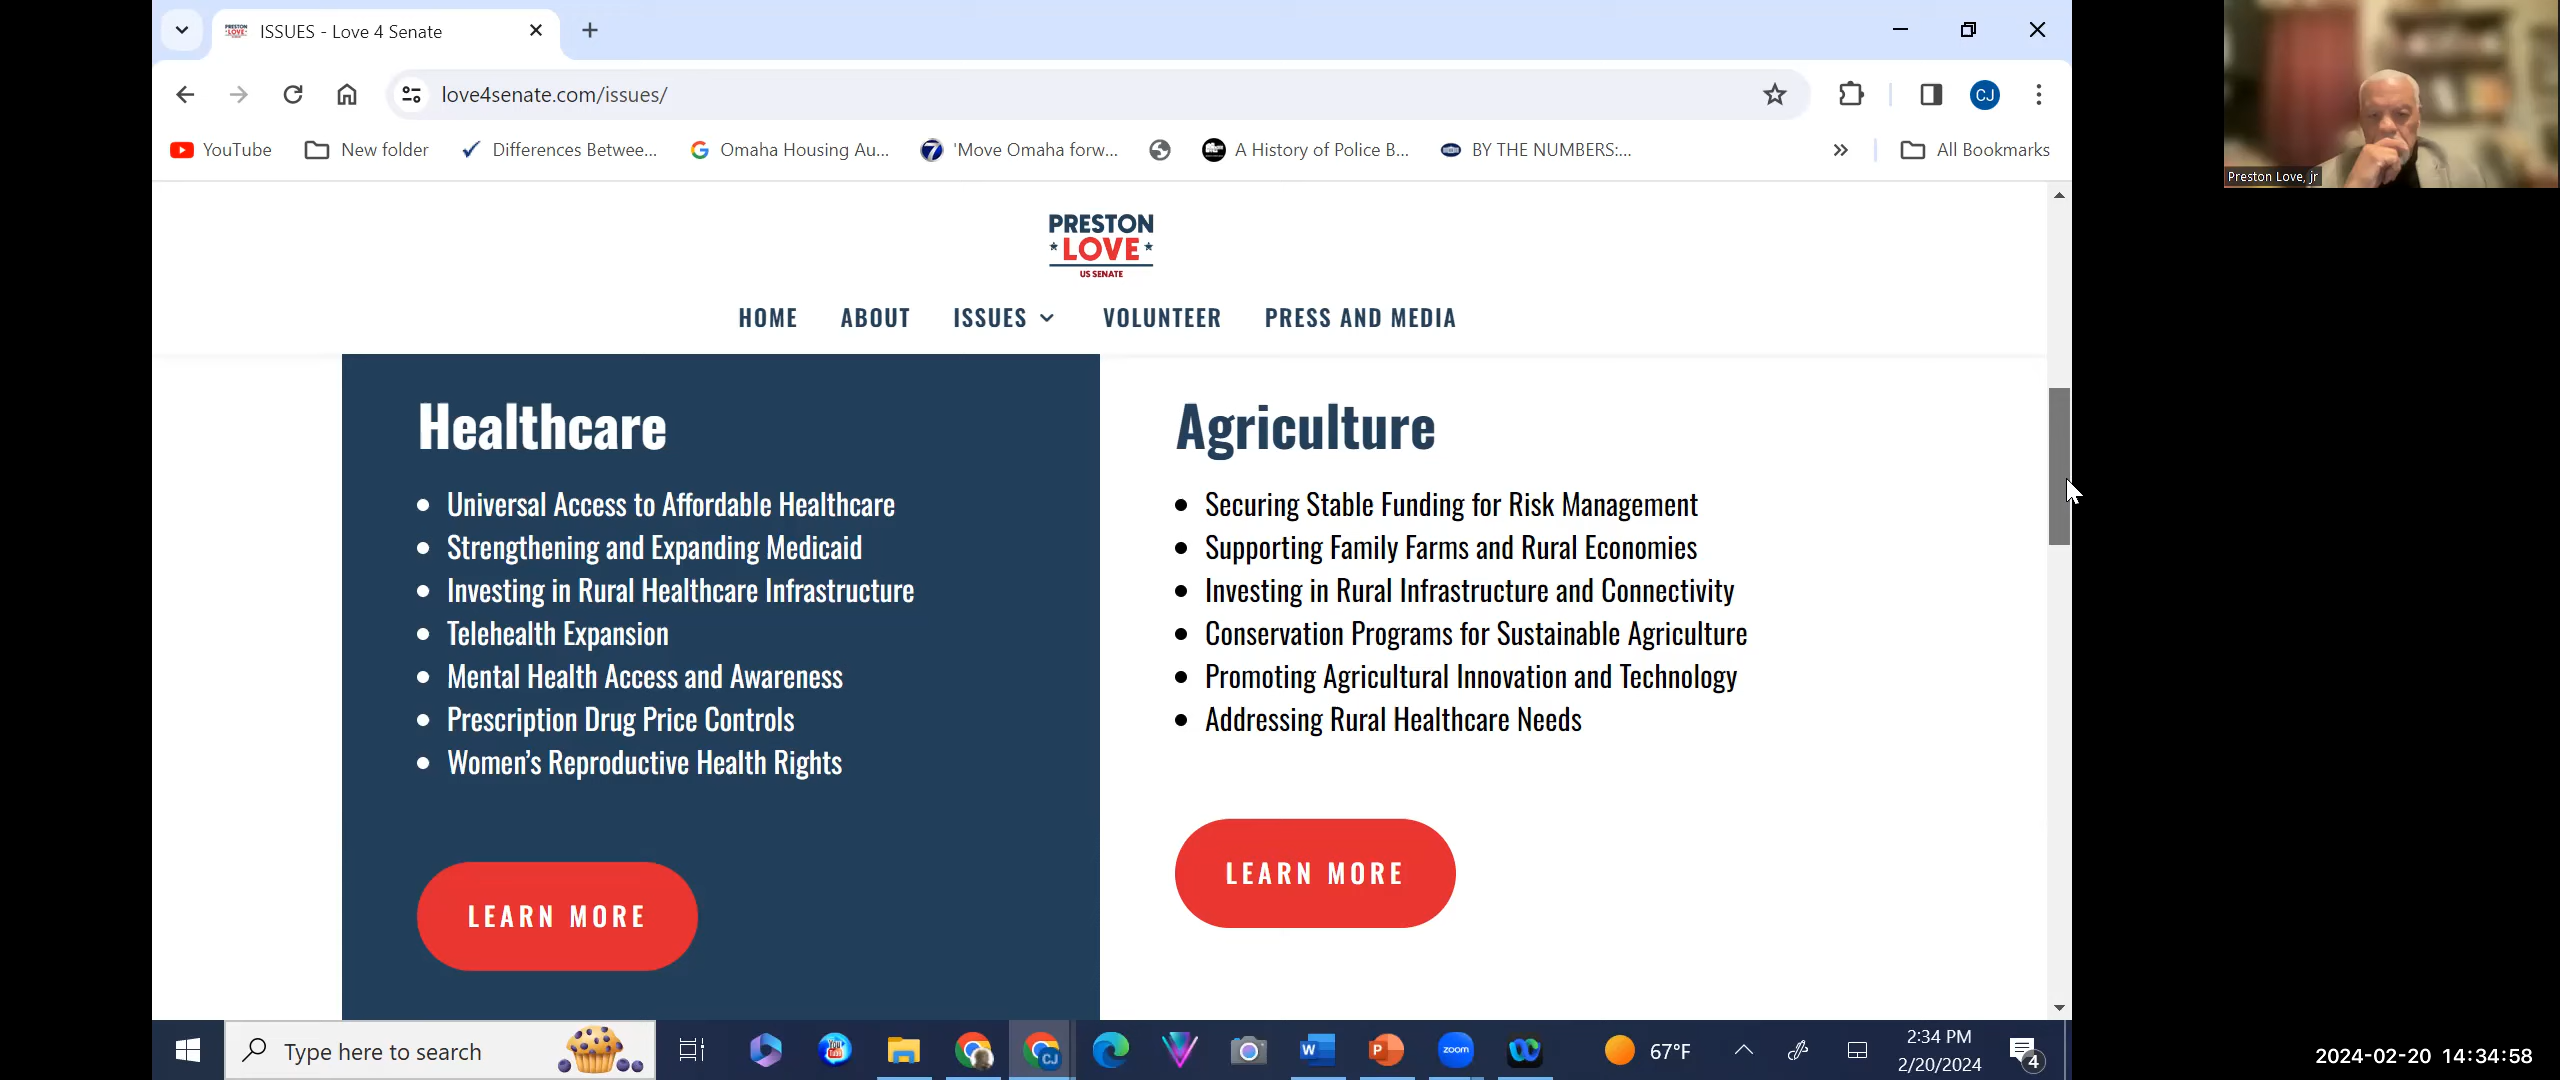 ISSUES - Love 4 Senate
love4senate.com/issues/
YouTube
New folder
Differences Betwee...
Omaha Housing Au...
'Move Omaha forw...
A History of Police B...
BY THE NUMBERS:...
All Bookmarks
CJ
Preston Love, jr
PRESTON
LOVE
US SENATE
HOME ABOUT ISSUES VOLUNTEER PRESS AND MEDIA
Healthcare
Universal Access to Affordable Healthcare
Strengthening and Expanding Medicaid
Investing in Rural Healthcare Infrastructure
Telehealth Expansion
Mental Health Access and Awareness
Prescription Drug Price Controls
Women’s Reproductive Health Rights
LEARN MORE
Agriculture
Securing Stable Funding for Risk Management
Supporting Family Farms and Rural Economies
Investing in Rural Infrastructure and Connectivity
Conservation Programs for Sustainable Agriculture
Promoting Agricultural Innovation and Technology
Addressing Rural Healthcare Needs
LEARN MORE
Type here to search
CJ
zoom
67°F
2:34 PM
2/20/2024
4
2024-02-20 14:34:58